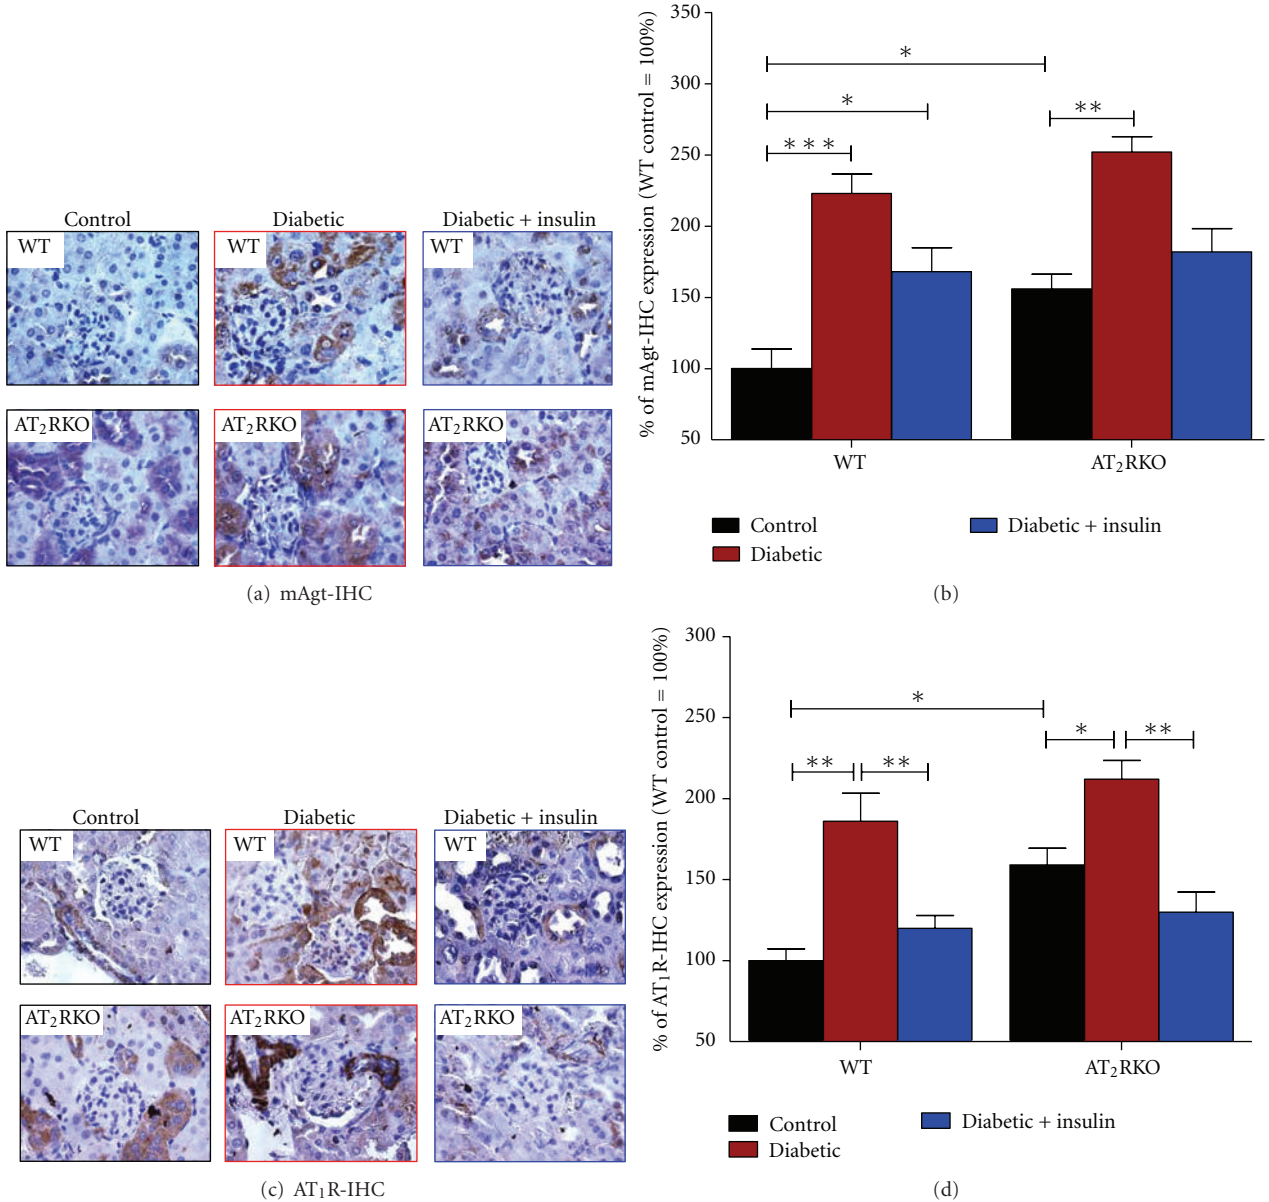 Control Diabetic Diabetic + insulin
WT WT WT
AT₂RKO AT₂RKO AT₂RKO
(a) mAgt-IHC
% of mAgt-IHC expression (WT control = 100%)
350
300
250
200
150
100
50
*
*
**
***
WT AT₂RKO
Control Diabetic + insulin
Diabetic
(b)
Control Diabetic Diabetic + insulin
WT WT WT
AT₂RKO AT₂RKO AT₂RKO
(c) AT₁R-IHC
% of AT₁R-IHC expression (WT control = 100%)
300
250
200
150
100
50
*
* **
** **
WT AT₂RKO
Control Diabetic + insulin
Diabetic
(d)